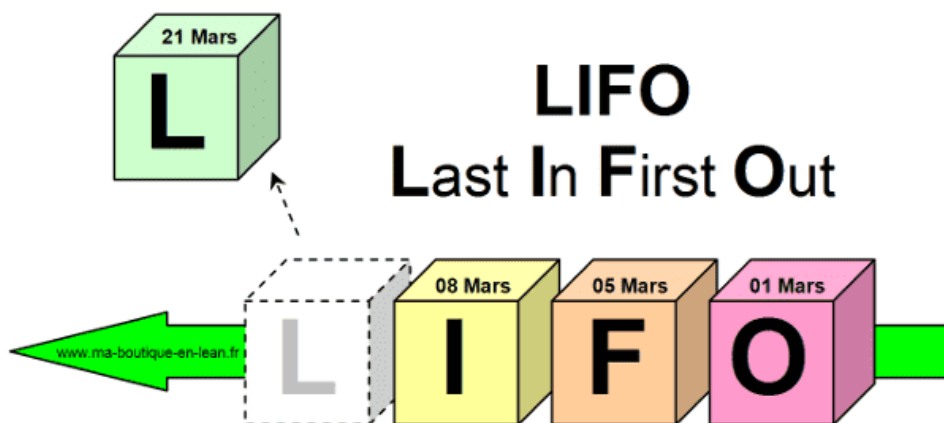 21 Mars
L
LIFO
Last In First Out
08 Mars
05 Mars
01 Mars
L
I
F
O
www.ma-boutique-en-lean.fr